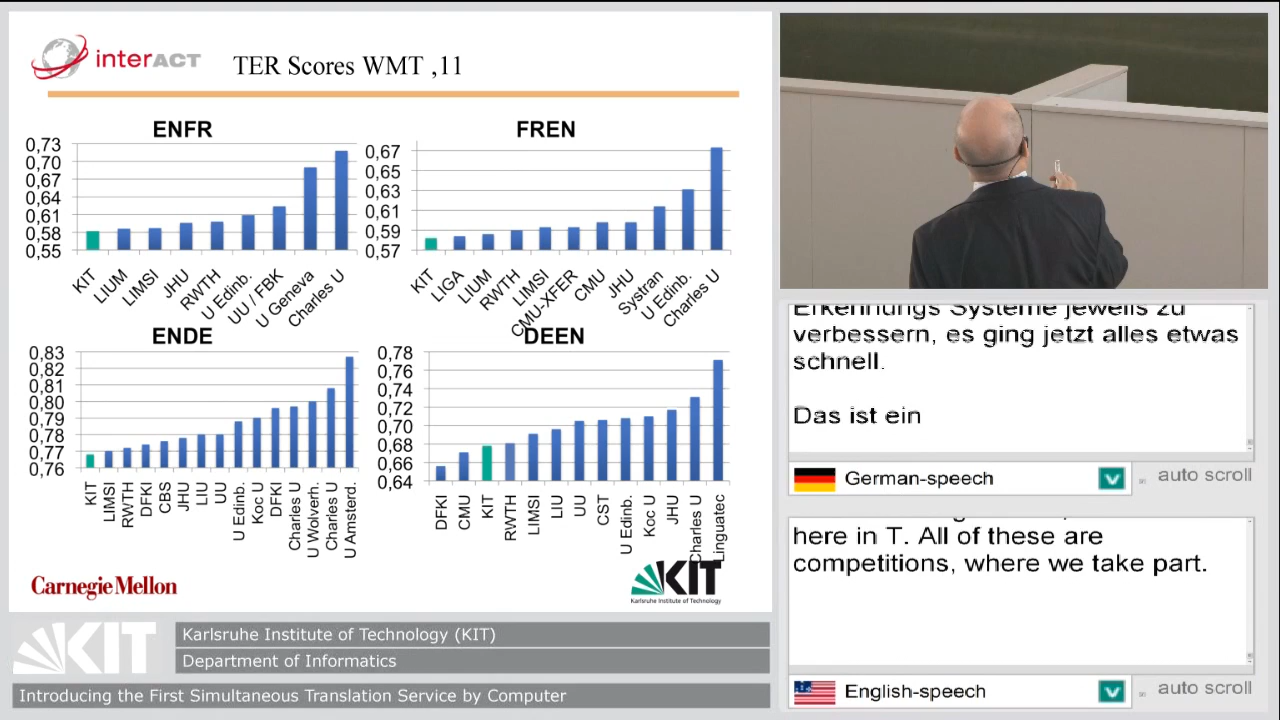 interACT
TER Scores WMT ,11
ENFR
0,73
0,70
0,67
0,64
0,61
0,58
0,55
KIT
LIUM
LIMSI
JHU
RWTH
U Edinb.
UU / FBK
U Geneva
Charles U
FREN
0,67
0,65
0,63
0,61
0,59
0,57
KIT
LIGA
LIUM
RWTH
LIMSI
CMU-XFER
CMU
JHU
Systran
U Edinb.
Charles U
ENDE
0,83
0,82
0,81
0,80
0,79
0,78
0,77
0,76
KIT
LIMSI
RWTH
DFKI
CBS
JHU
LIU
UU
U Edinb.
Koc U
DFKI
Charles U
U Wolverh.
Charles U
U Amsterd.
DEEN
0,78
0,76
0,74
0,72
0,70
0,68
0,66
0,64
DFKI
CMU
KIT
RWTH
LIMSI
LIU
UU
CST
U Edinb.
Koc U
JHU
Charles U
Linguatec
Carnegie Mellon
KIT
Karlsruhe Institute of Technology
KIT
Karlsruhe Institute of Technology (KIT)
Department of Informatics
Introducing the First Simultaneous Translation Service by Computer
Erkennungs Systeme jeweils zu
verbessern, es ging jetzt alles etwas
schnell.
Das ist ein
German-speech
auto scroll
here in T. All of these are
competitions, where we take part.
English-speech
auto scroll